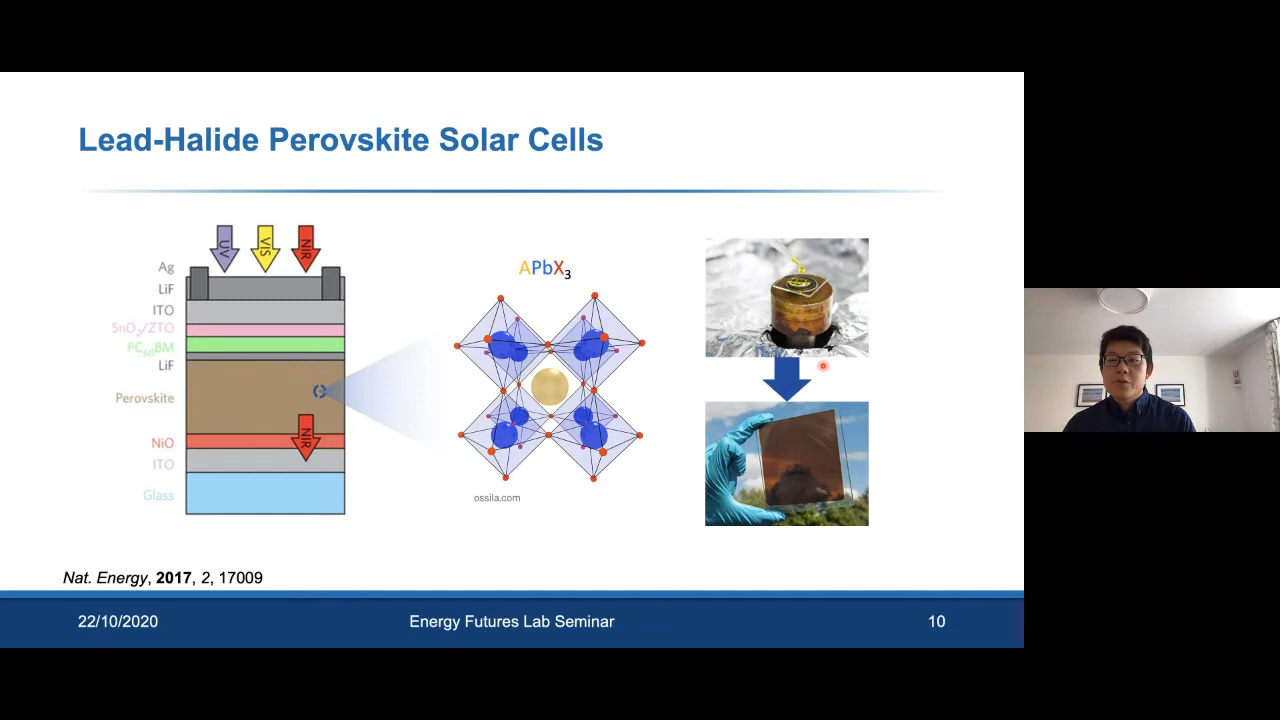 Lead-Halide Perovskite Solar Cells
UV
VIS
NIR
Ag
LiF
ITO
SnO₂/ZTO
PC₆₀BM
LiF
Perovskite
NIR
NiO
ITO
Glass
APbX₃
ossila.com
Nat. Energy, 2017, 2, 17009
22/10/2020
Energy Futures Lab Seminar
10